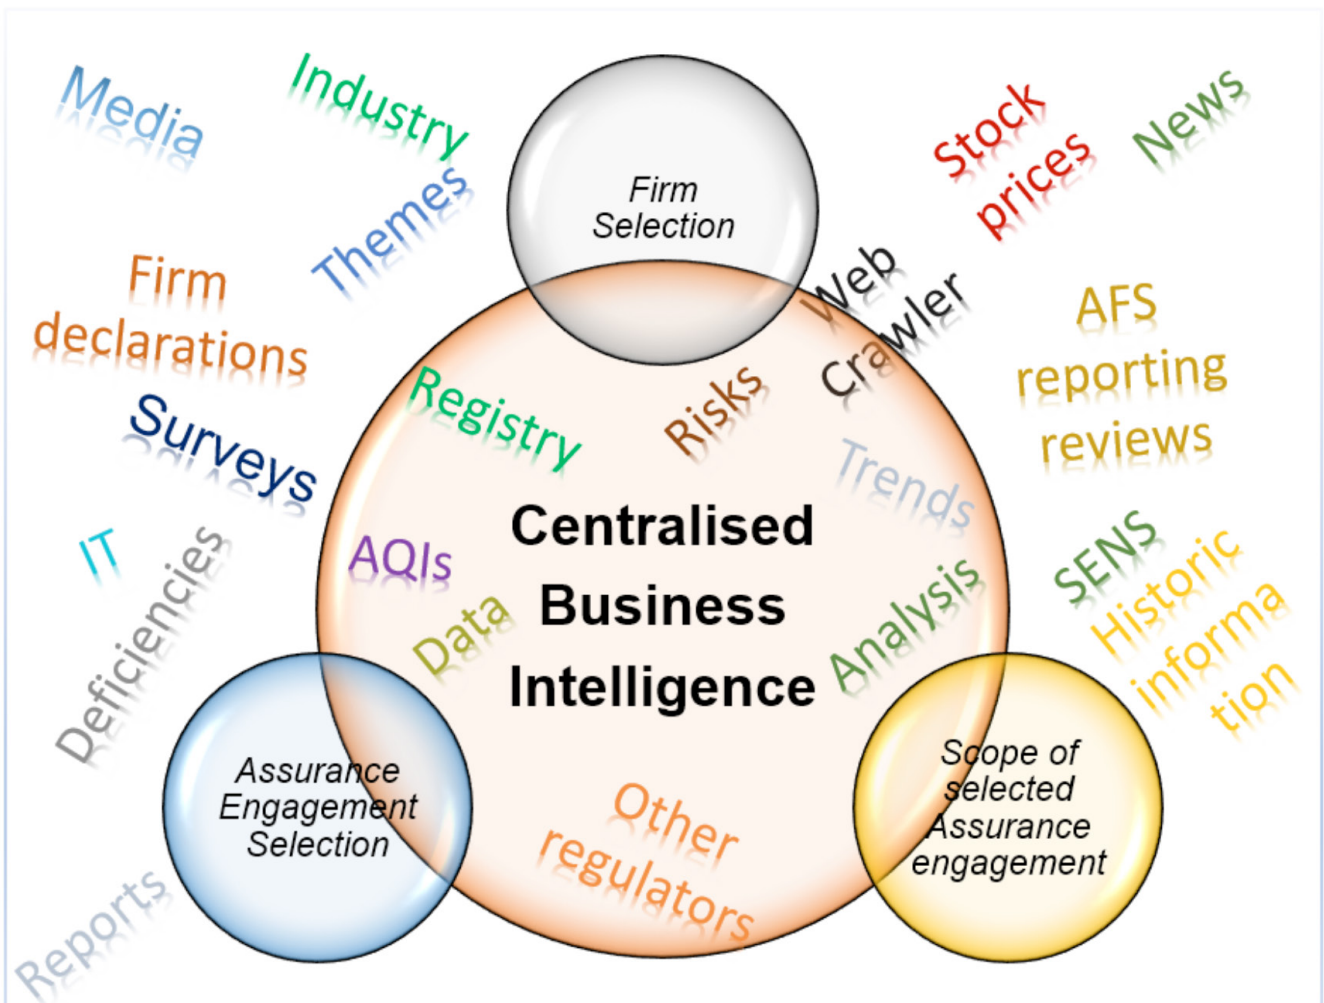 Media
Industry
Themes
Firm
Selection
Stock
prices
News
Firm
declarations
Web
Crawler
AFS
reporting
reviews
Surveys
Registry
Risks
Trends
IT
Deficiencies
AQIs
Data
Centralised
Business
Intelligence
Analysis
SENS
Historic
informa
tion
Assurance
Engagement
Selection
Scope of
selected
Assurance
engagement
Other
regulators
Reports